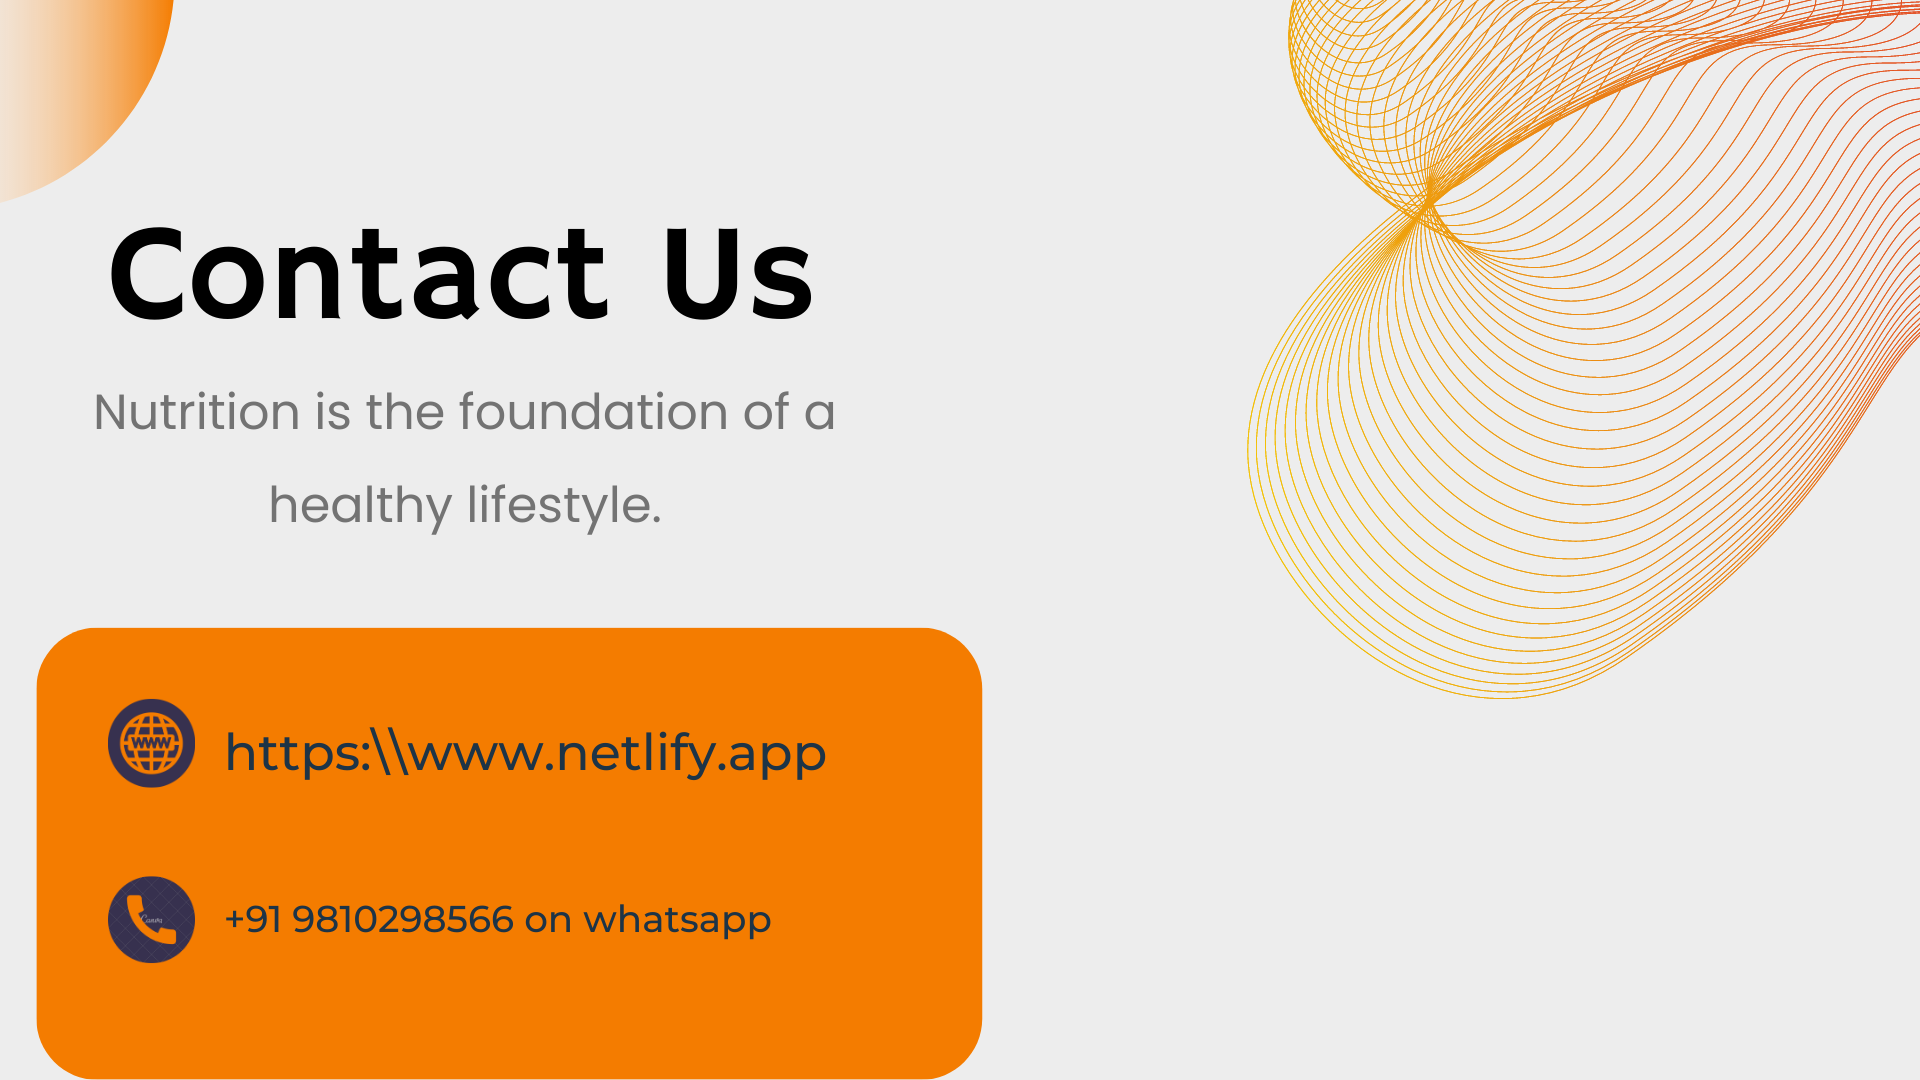 Contact Us
Nutrition is the foundation of a
healthy lifestyle.
www
https:\\www.netlify.app
Canva
+91 9810298566 on whatsapp